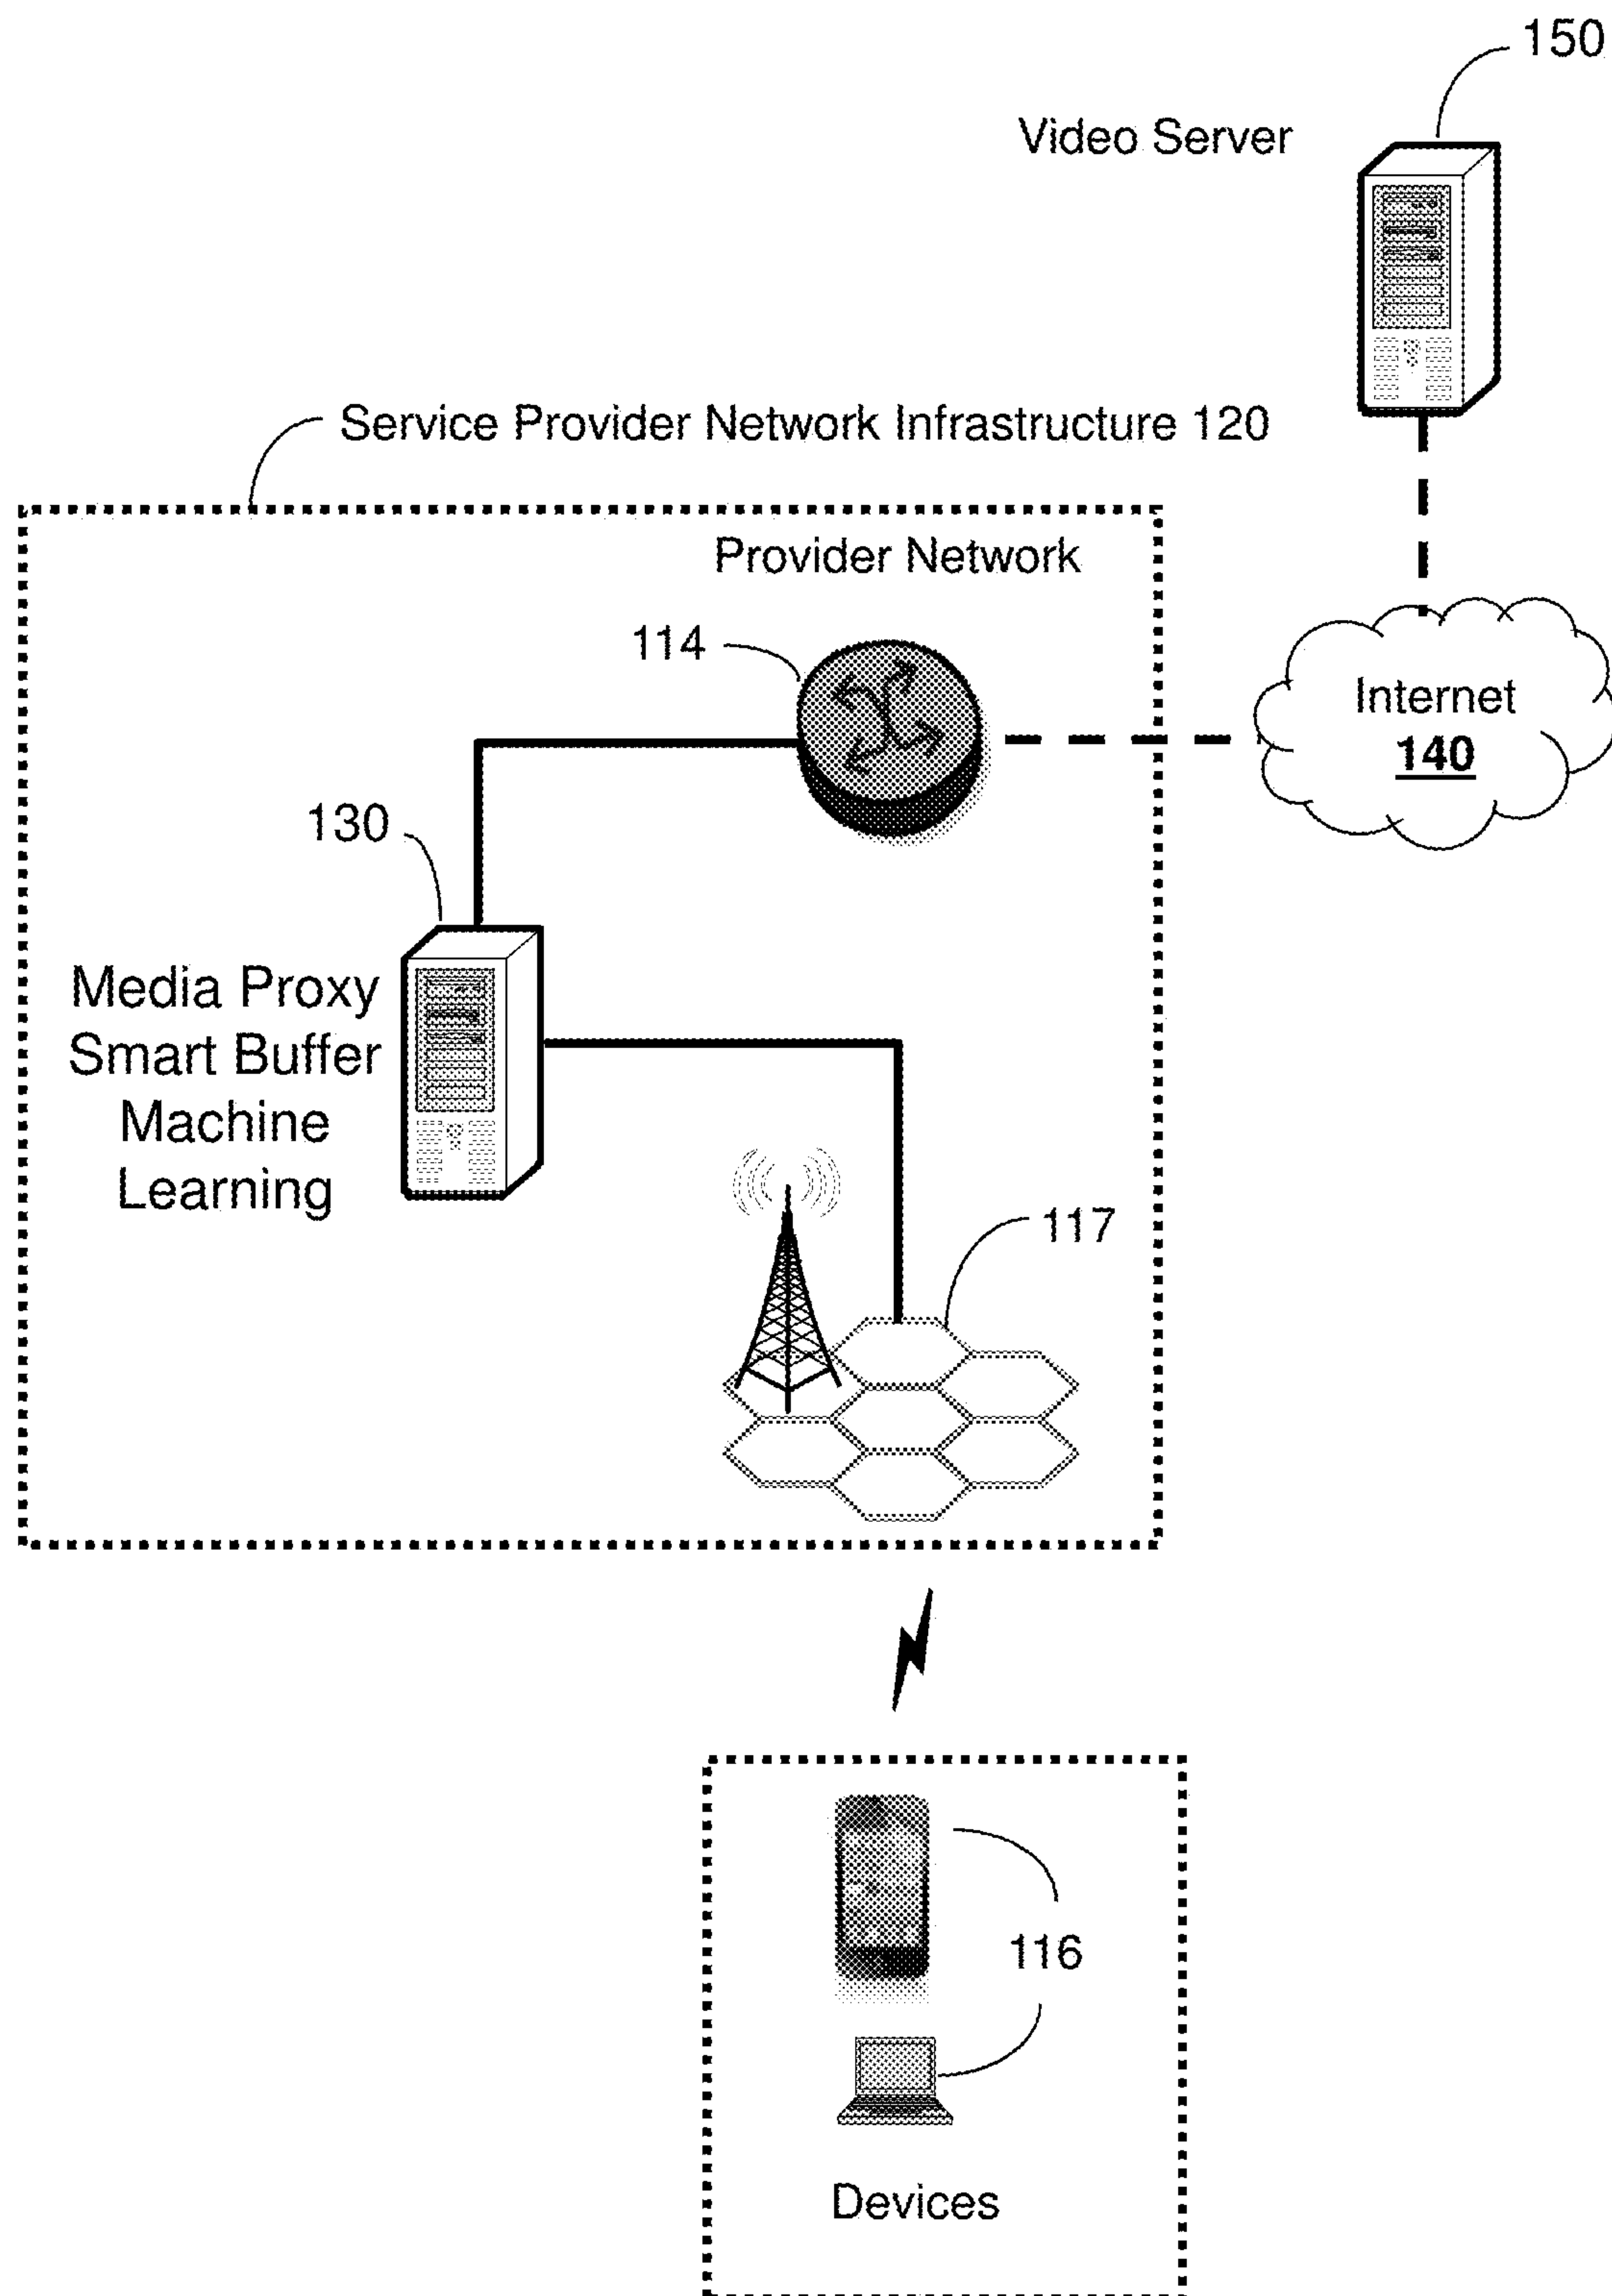 150
Video Server
Service Provider Network Infrastructure 120
Provider Network
114
Internet
140
130
Media Proxy
Smart Buffer
Machine
Learning
117
116
Devices